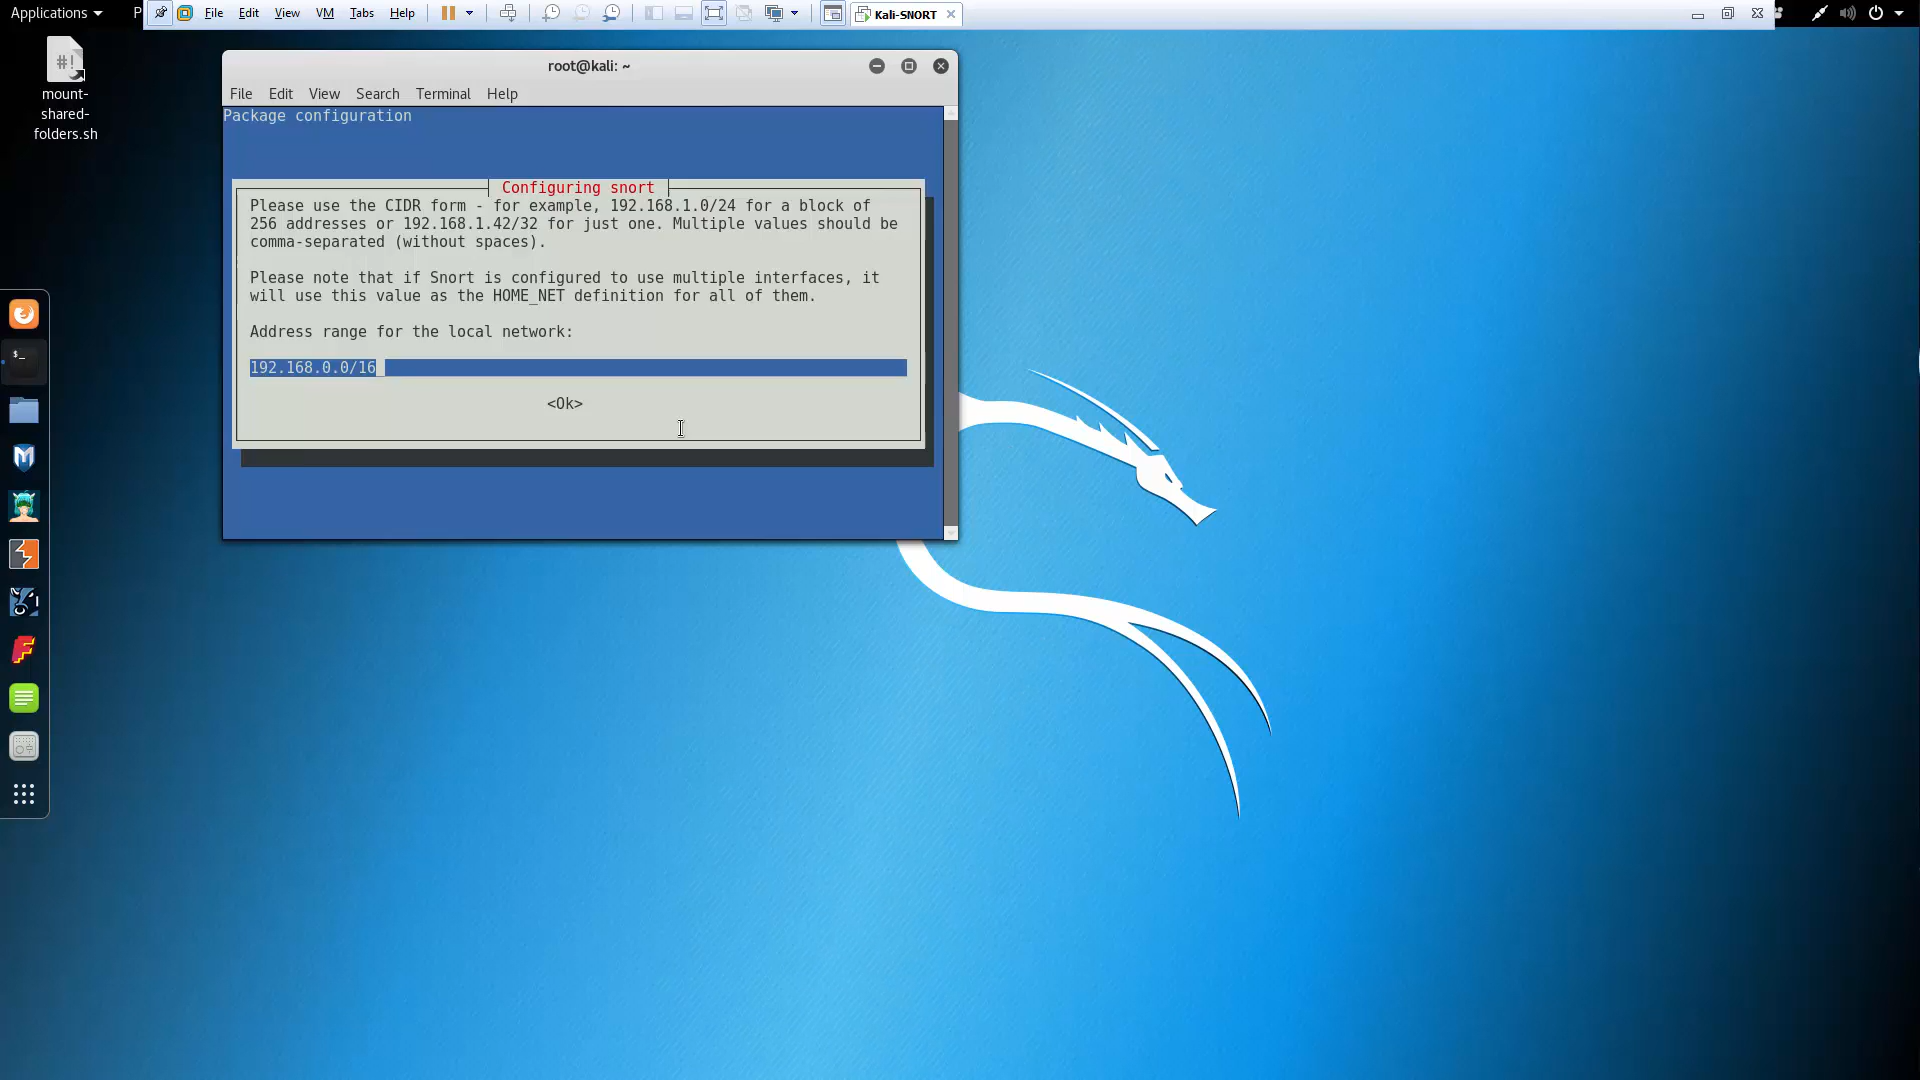 Applications
P
File Edit View VM Tabs Help
Kali-SNORT
#!
mount-
shared-
folders.sh
root@kali: ~
File Edit View Search Terminal Help
Package configuration
Configuring snort
Please use the CIDR form - for example, 192.168.1.0/24 for a block of
256 addresses or 192.168.1.42/32 for just one. Multiple values should be
comma-separated (without spaces).
Please note that if Snort is configured to use multiple interfaces, it
will use this value as the HOME_NET definition for all of them.
Address range for the local network:
192.168.0.0/16
<Ok>
$_